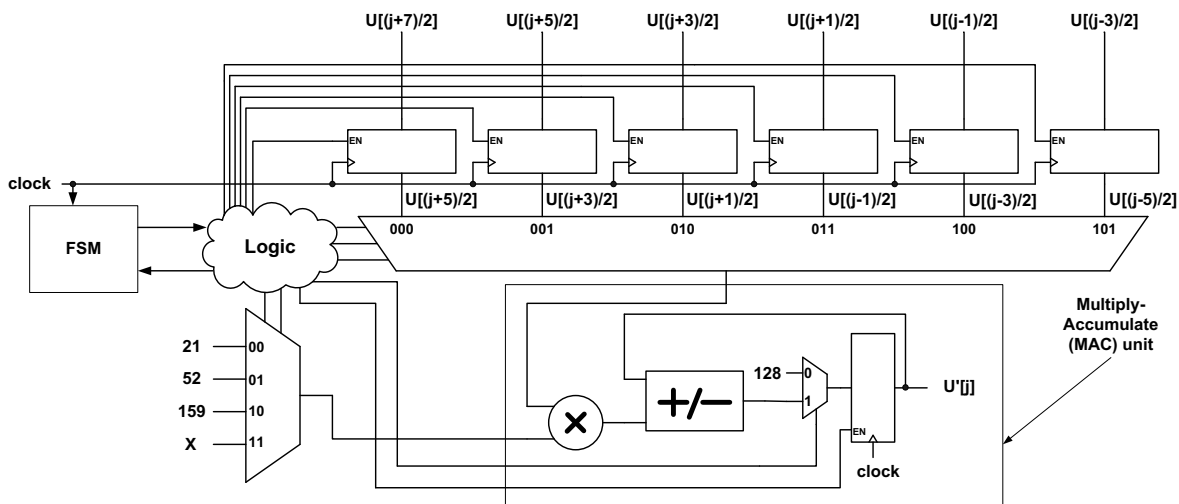 U[(j+7)/2] U[(j+5)/2] U[(j+3)/2] U[(j+1)/2] U[(j-1)/2] U[(j-3)/2]
EN EN EN EN EN EN
clock
U[(j+5)/2] U[(j+3)/2] U[(j+1)/2] U[(j-1)/2] U[(j-3)/2] U[(j-5)/2]
000 001 010 011 100 101
FSM
Logic
Multiply-
Accumulate
(MAC) unit
21 00
52 01
159 10
X 11
×
+/−
128 0
1
U'[j]
EN
clock